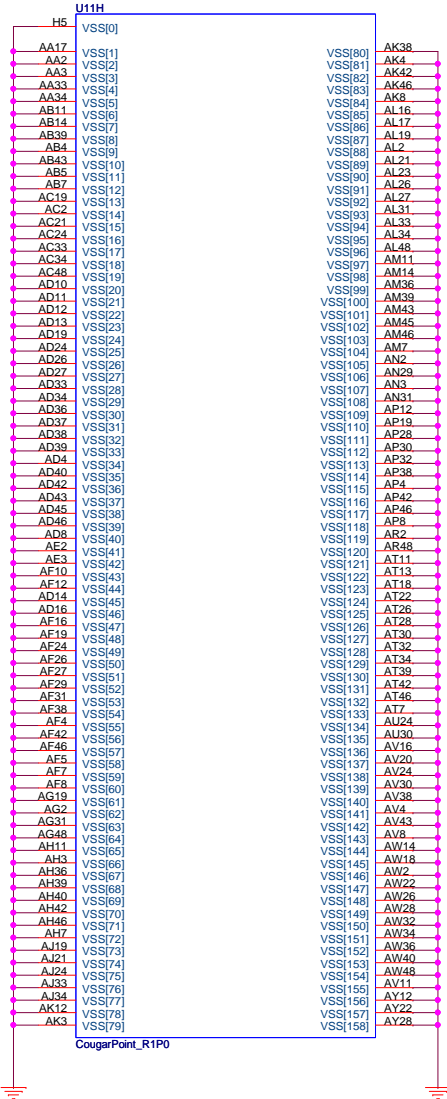 U11H
H5 VSS[0]
AA17 VSS[1] VSS[80] AK38
AA2 VSS[2] VSS[81] AK4
AA3 VSS[3] VSS[82] AK42
AA33 VSS[4] VSS[83] AK46
AA34 VSS[5] VSS[84] AK8
AB11 VSS[6] VSS[85] AL16
AB14 VSS[7] VSS[86] AL17
AB39 VSS[8] VSS[87] AL19
AB4 VSS[9] VSS[88] AL2
AB43 VSS[10] VSS[89] AL21
AB5 VSS[11] VSS[90] AL23
AB7 VSS[12] VSS[91] AL26
AC19 VSS[13] VSS[92] AL27
AC2 VSS[14] VSS[93] AL31
AC21 VSS[15] VSS[94] AL33
AC24 VSS[16] VSS[95] AL34
AC33 VSS[17] VSS[96] AL48
AC34 VSS[18] VSS[97] AM11
AC48 VSS[19] VSS[98] AM14
AD10 VSS[20] VSS[99] AM36
AD11 VSS[21] VSS[100] AM39
AD12 VSS[22] VSS[101] AM43
AD13 VSS[23] VSS[102] AM45
AD19 VSS[24] VSS[103] AM46
AD24 VSS[25] VSS[104] AM7
AD26 VSS[26] VSS[105] AN2
AD27 VSS[27] VSS[106] AN29
AD33 VSS[28] VSS[107] AN3
AD34 VSS[29] VSS[108] AN31
AD36 VSS[30] VSS[109] AP12
AD37 VSS[31] VSS[110] AP19
AD38 VSS[32] VSS[111] AP28
AD39 VSS[33] VSS[112] AP30
AD4 VSS[34] VSS[113] AP32
AD40 VSS[35] VSS[114] AP38
AD42 VSS[36] VSS[115] AP4
AD43 VSS[37] VSS[116] AP42
AD45 VSS[38] VSS[117] AP46
AD46 VSS[39] VSS[118] AP8
AD8 VSS[40] VSS[119] AR2
AE2 VSS[41] VSS[120] AR48
AE3 VSS[42] VSS[121] AT11
AF10 VSS[43] VSS[122] AT13
AF12 VSS[44] VSS[123] AT18
AD14 VSS[45] VSS[124] AT22
AD16 VSS[46] VSS[125] AT26
AF16 VSS[47] VSS[126] AT28
AF19 VSS[48] VSS[127] AT30
AF24 VSS[49] VSS[128] AT32
AF26 VSS[50] VSS[129] AT34
AF27 VSS[51] VSS[130] AT39
AF29 VSS[52] VSS[131] AT42
AF31 VSS[53] VSS[132] AT46
AF38 VSS[54] VSS[133] AT7
AF4 VSS[55] VSS[134] AU24
AF42 VSS[56] VSS[135] AU30
AF46 VSS[57] VSS[136] AV16
AF5 VSS[58] VSS[137] AV20
AF7 VSS[59] VSS[138] AV24
AF8 VSS[60] VSS[139] AV30
AG19 VSS[61] VSS[140] AV38
AG2 VSS[62] VSS[141] AV4
AG31 VSS[63] VSS[142] AV43
AG48 VSS[64] VSS[143] AV8
AH11 VSS[65] VSS[144] AW14
AH3 VSS[66] VSS[145] AW18
AH36 VSS[67] VSS[146] AW2
AH39 VSS[68] VSS[147] AW22
AH40 VSS[69] VSS[148] AW26
AH42 VSS[70] VSS[149] AW28
AH46 VSS[71] VSS[150] AW32
AH7 VSS[72] VSS[151] AW34
AJ19 VSS[73] VSS[152] AW36
AJ21 VSS[74] VSS[153] AW40
AJ24 VSS[75] VSS[154] AW48
AJ33 VSS[76] VSS[155] AV11
AJ34 VSS[77] VSS[156] AY12
AK12 VSS[78] VSS[157] AY22
AK3 VSS[79] VSS[158] AY28
CougarPoint_R1P0